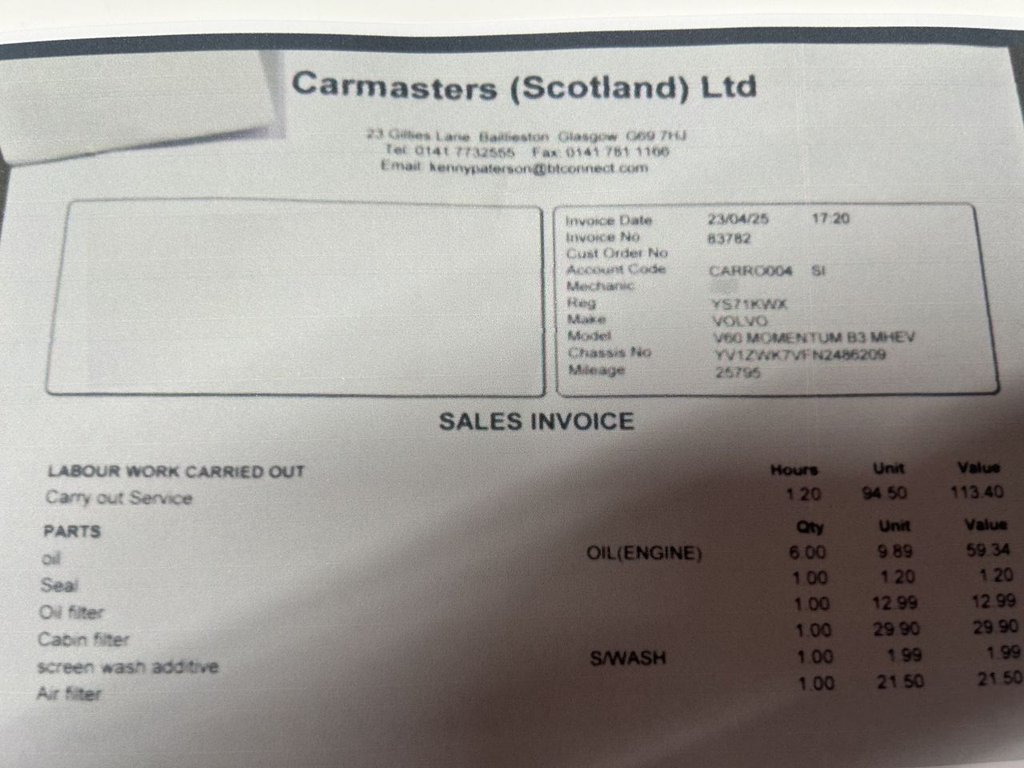 Carmasters (Scotland) Ltd
23 Gillies Lane Baillieston Glasgow G69 7HJ
Tel: 0141 7732555 Fax: 0141 781 1166
Email: kennypaterson@btconnect.com
Invoice Date 23/04/25 17:20
Invoice No 83782
Cust Order No
Account Code CARRO004 SI
Mechanic
Reg YS71KWX
Make VOLVO
Model V60 MOMENTUM B3 MHEV
Chassis No YV1ZWK7VFN2486209
Mileage 25795
SALES INVOICE
LABOUR WORK CARRIED OUT Hours Unit Value
Carry out Service 1.20 94.50 113.40
PARTS Qty Unit Value
oil OIL(ENGINE) 6.00 9.89 59.34
Seal 1.00 1.20 1.20
Oil filter 1.00 12.99 12.99
Cabin filter 1.00 29.90 29.90
screen wash additive S/WASH 1.00 1.99 1.99
Air filter 1.00 21.50 21.50